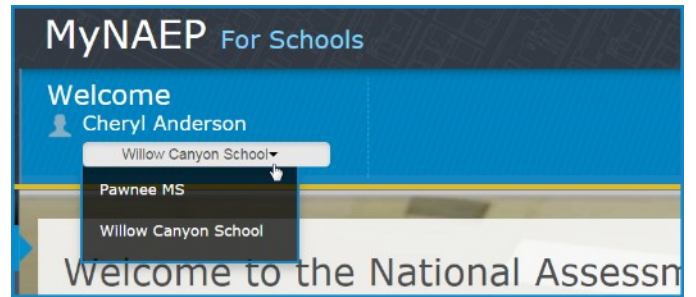 MyNAEP For Schools
Welcome
Cheryl Anderson
Willow Canyon School
Pawnee MS
Willow Canyon School
Welcome to the National Assessm